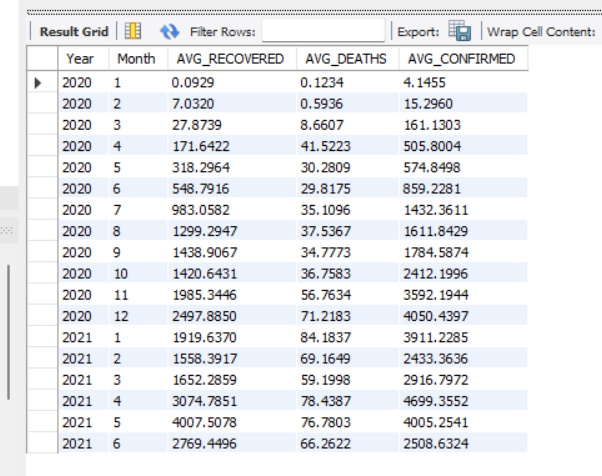 Result Grid Filter Rows: Export: Wrap Cell Content:
Year Month AVG_RECOVERED AVG_DEATHS AVG_CONFIRMED
2020 1 0.0929 0.1234 4.1455
2020 2 7.0320 0.5936 15.2960
2020 3 27.8739 8.6607 161.1303
2020 4 171.6422 41.5223 505.8004
2020 5 318.2964 30.2809 574.8498
2020 6 548.7916 29.8175 859.2281
2020 7 983.0582 35.1096 1432.3611
2020 8 1299.2947 37.5367 1611.8429
2020 9 1438.9067 34.7773 1784.5874
2020 10 1420.6431 36.7583 2412.1996
2020 11 1985.3446 56.7634 3592.1944
2020 12 2497.8850 71.2183 4050.4397
2021 1 1919.6370 84.1837 3911.2285
2021 2 1558.3917 69.1649 2433.3636
2021 3 1652.2859 59.1998 2916.7972
2021 4 3074.7851 78.4387 4699.3552
2021 5 4007.5078 76.7803 4005.2541
2021 6 2769.4496 66.2622 2508.6324